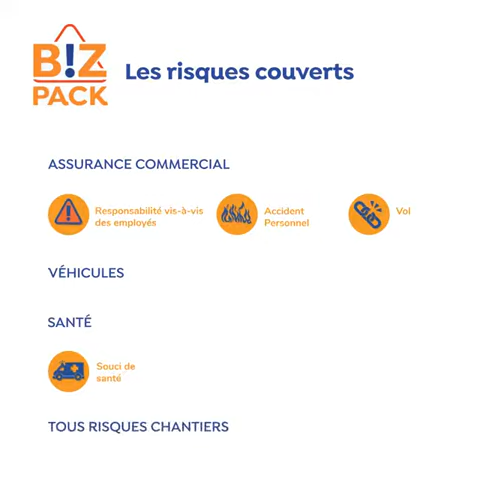 B!Z
PACK
Les risques couverts
ASSURANCE COMMERCIAL
Responsabilité vis-à-vis
des employés
Accident
Personnel
Vol
VÉHICULES
SANTÉ
Souci de
santé
TOUS RISQUES CHANTIERS